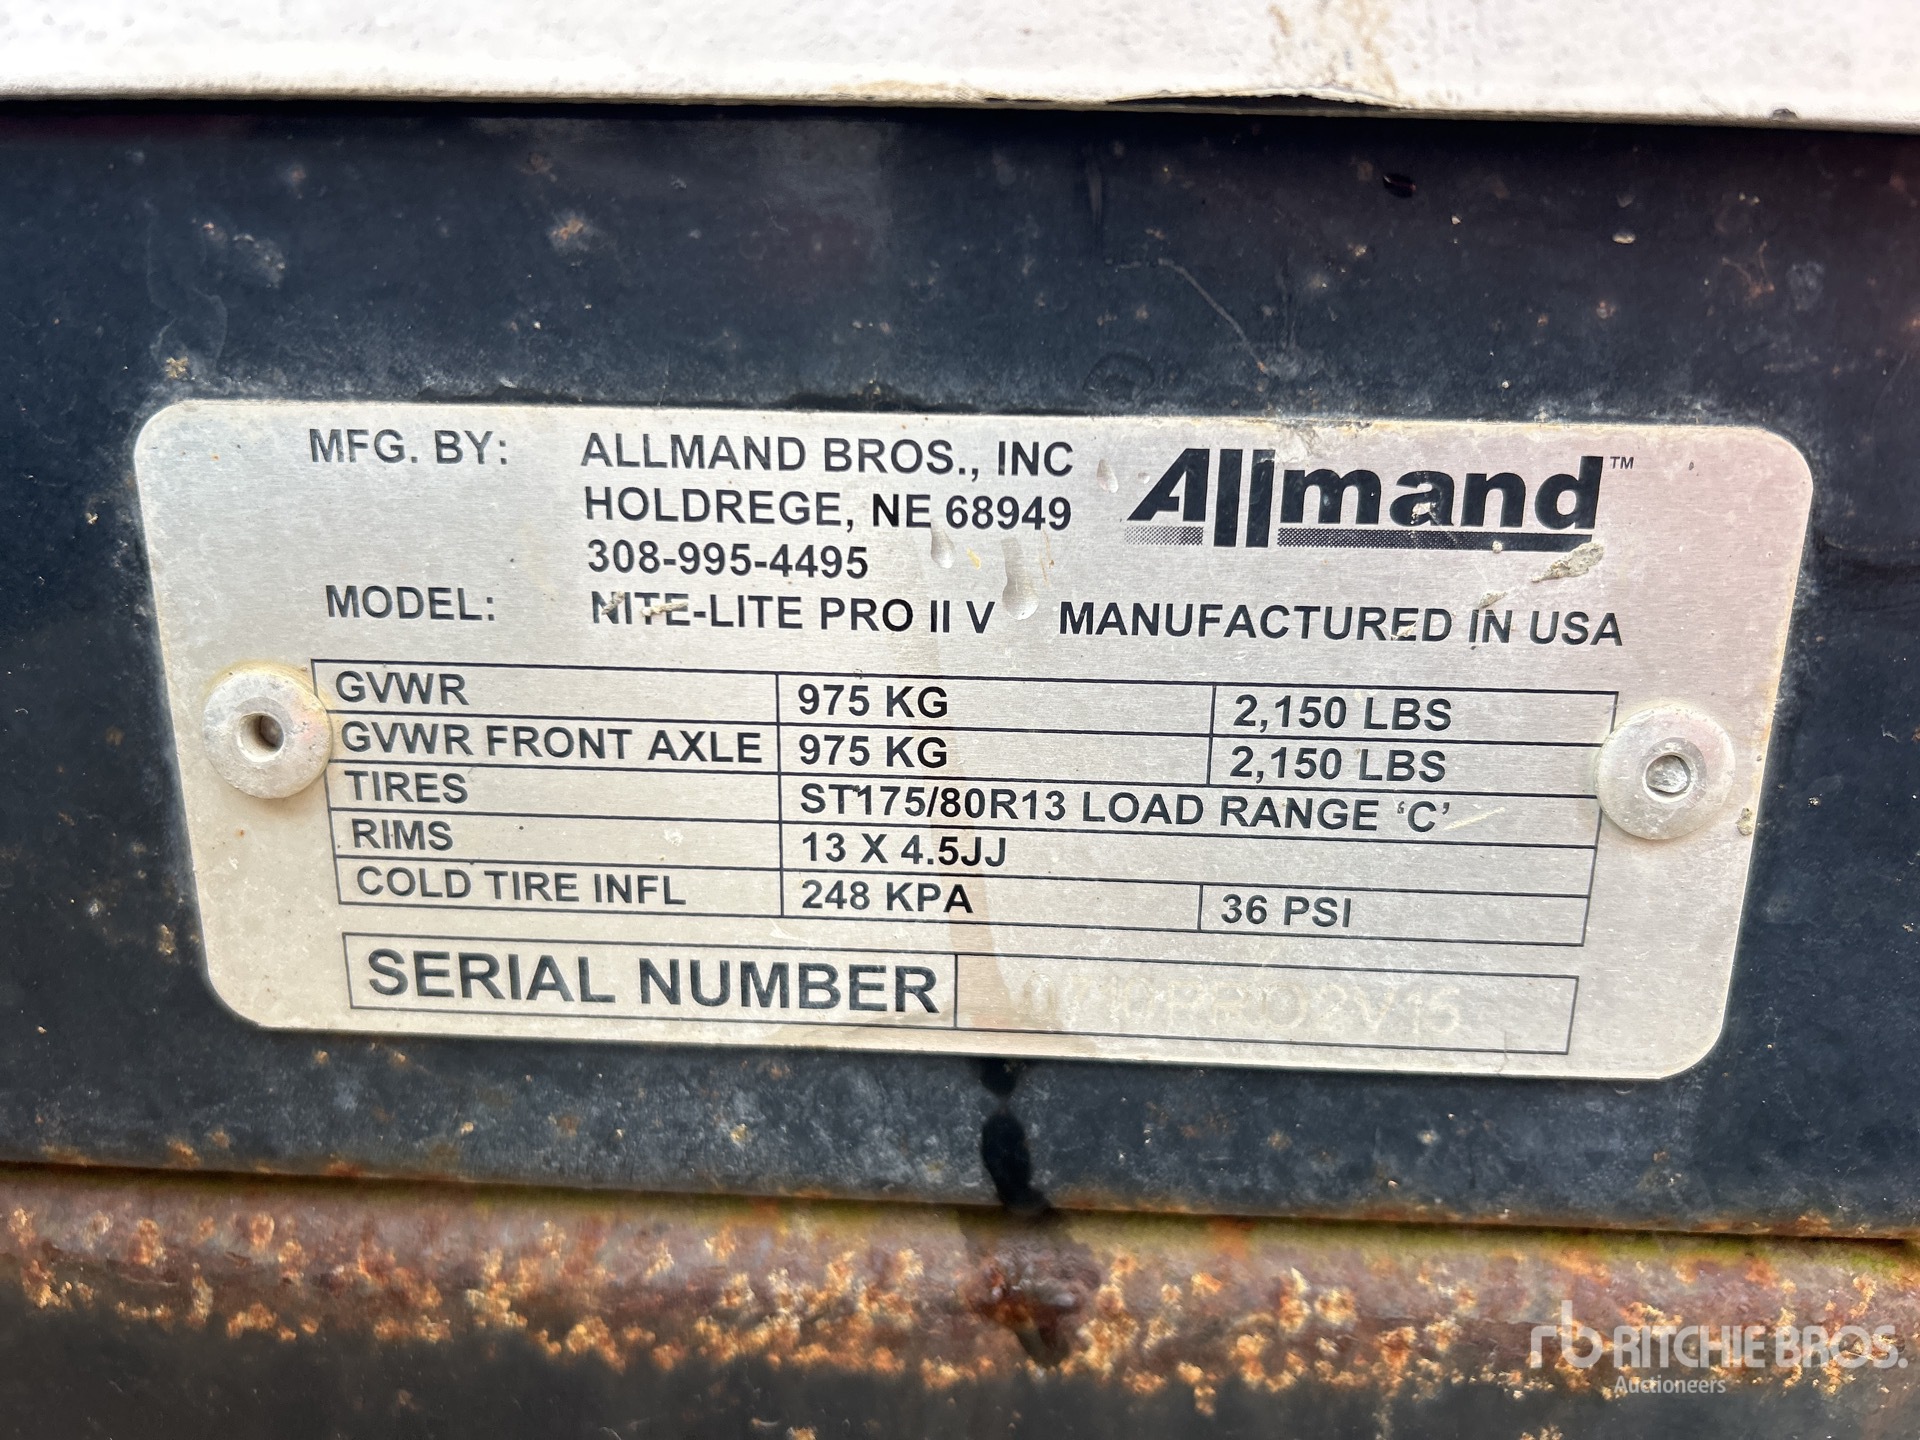 MFG. BY: ALLMAND BROS., INC Allmand™
HOLDREGE, NE 68949
308-995-4495
MODEL: NITE-LITE PRO II V MANUFACTURED IN USA
GVWR 975 KG 2,150 LBS
GVWR FRONT AXLE 975 KG 2,150 LBS
TIRES ST175/80R13 LOAD RANGE 'C'
RIMS 13 X 4.5JJ
COLD TIRE INFL 248 KPA 36 PSI
SERIAL NUMBER
rb RITCHIE BROS.
Auctioneers